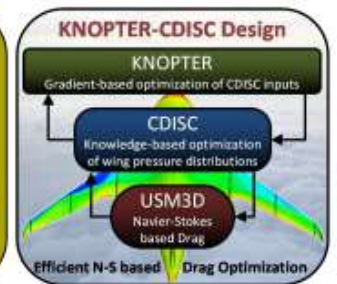 KNOPTER-CDISC Design
KNOPTER
Gradient-based optimization of CDISC inputs
CDISC
Knowledge-based optimization
of wing pressure distributions
USM3D
Navier-Stokes
based Drag
Efficient N-S based Drag Optimization